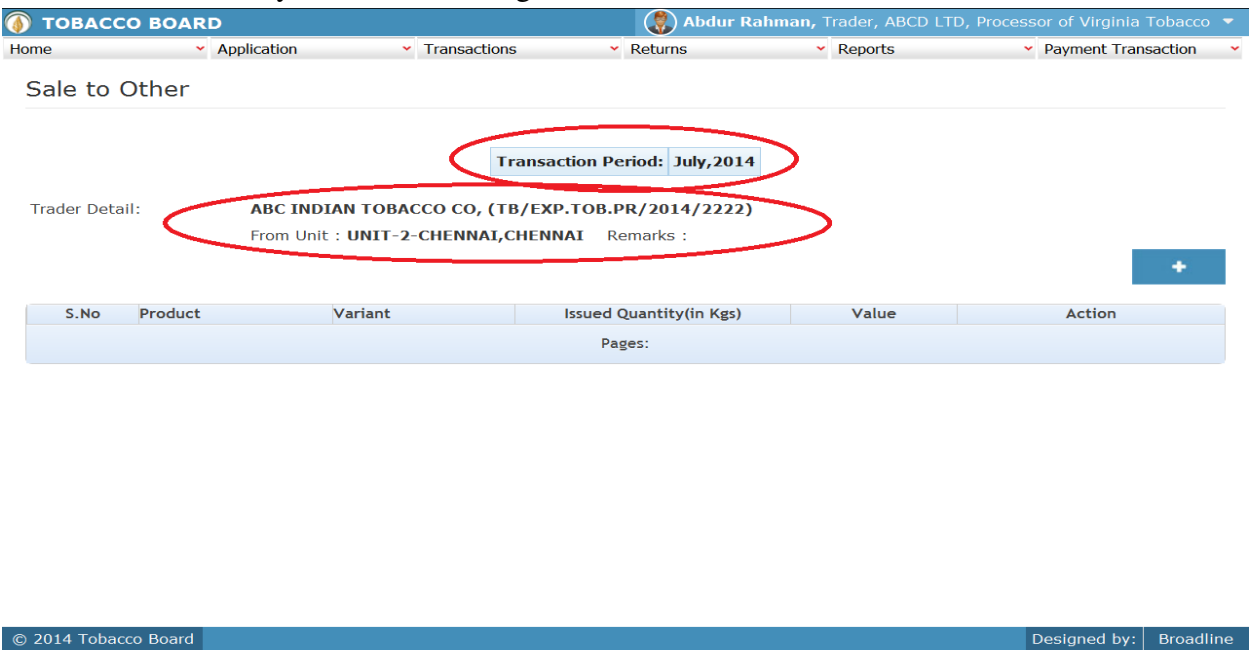 TOBACCO BOARD Abdur Rahman, Trader, ABCD LTD, Processor of Virginia Tobacco
Home Application Transactions Returns Reports Payment Transaction
Sale to Other
Transaction Period: July,2014
Trader Detail: ABC INDIAN TOBACCO CO, (TB/EXP.TOB.PR/2014/2222)
From Unit : UNIT-2-CHENNAI,CHENNAI Remarks :
+
S.No Product Variant Issued Quantity(in Kgs) Value Action
Pages:
© 2014 Tobacco Board Designed by: Broadline